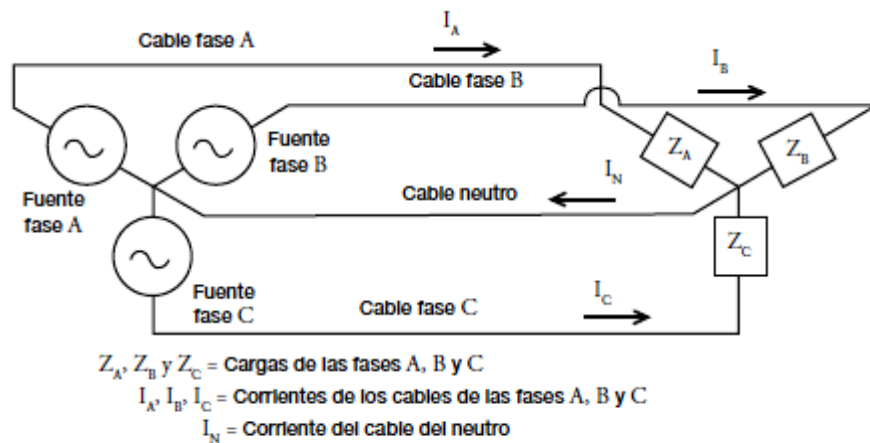 Cable fase A
I_A
Cable fase B
I_B
Fuente
fase B
Fuente
fase A
Z_A
Z_B
I_N
Cable neutro
Z_C
Fuente
fase C
Cable fase C
I_C
Z_A, Z_B y Z_C = Cargas de las fases A, B y C
I_A, I_B, I_C = Corrientes de los cables de las fases A, B y C
I_N = Corriente del cable del neutro